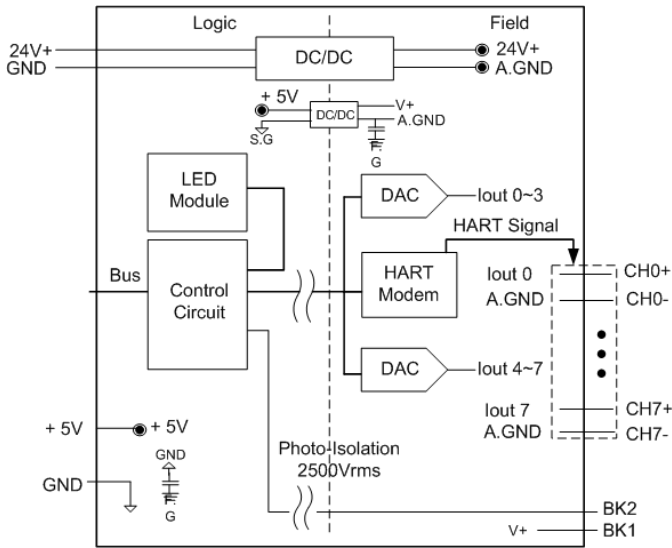 Logic
Field
24V+
GND
DC/DC
24V+
A.GND
+ 5V
S.G
DC/DC
V+
A.GND
F.
G
LED
Module
DAC
Iout 0~3
HART Signal
Bus
Control
Circuit
HART
Modem
Iout 0
CH0+
A.GND
CH0-
DAC
Iout 4~7
Iout 7
CH7+
A.GND
CH7-
+ 5V
+ 5V
Photo-Isolation
2500Vrms
GND
GND
F.
G
BK2
V+
BK1